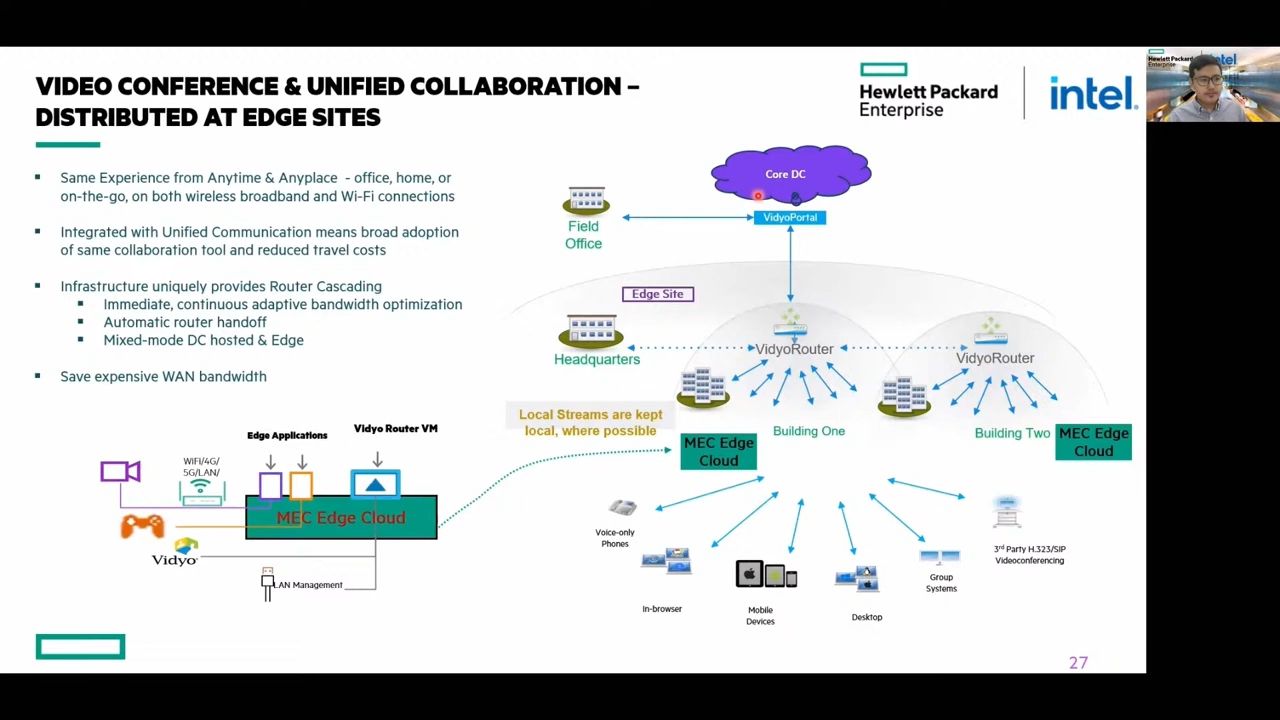 VIDEO CONFERENCE & UNIFIED COLLABORATION –
DISTRIBUTED AT EDGE SITES
Hewlett Packard
Enterprise
intel.
Hewlett Packard
Enterprise
intel
Same Experience from Anytime & Anyplace - office, home, or
on-the-go, on both wireless broadband and Wi-Fi connections
Integrated with Unified Communication means broad adoption
of same collaboration tool and reduced travel costs
Infrastructure uniquely provides Router Cascading
Immediate, continuous adaptive bandwidth optimization
Automatic router handoff
Mixed-mode DC hosted & Edge
Save expensive WAN bandwidth
Core DC
VidyoPortal
Field
Office
Edge Site
Headquarters
VidyoRouter
VidyoRouter
Local Streams are kept
local, where possible
Building One
Building Two
MEC Edge
Cloud
MEC Edge
Cloud
Edge Applications
Vidyo Router VM
WIFI/4G/
5G/LAN/
MEC Edge Cloud
Vidyo
LAN Management
Voice-only
Phones
In-browser
Mobile
Devices
Desktop
Group
Systems
3rd Party H.323/SIP
Videoconferencing
27